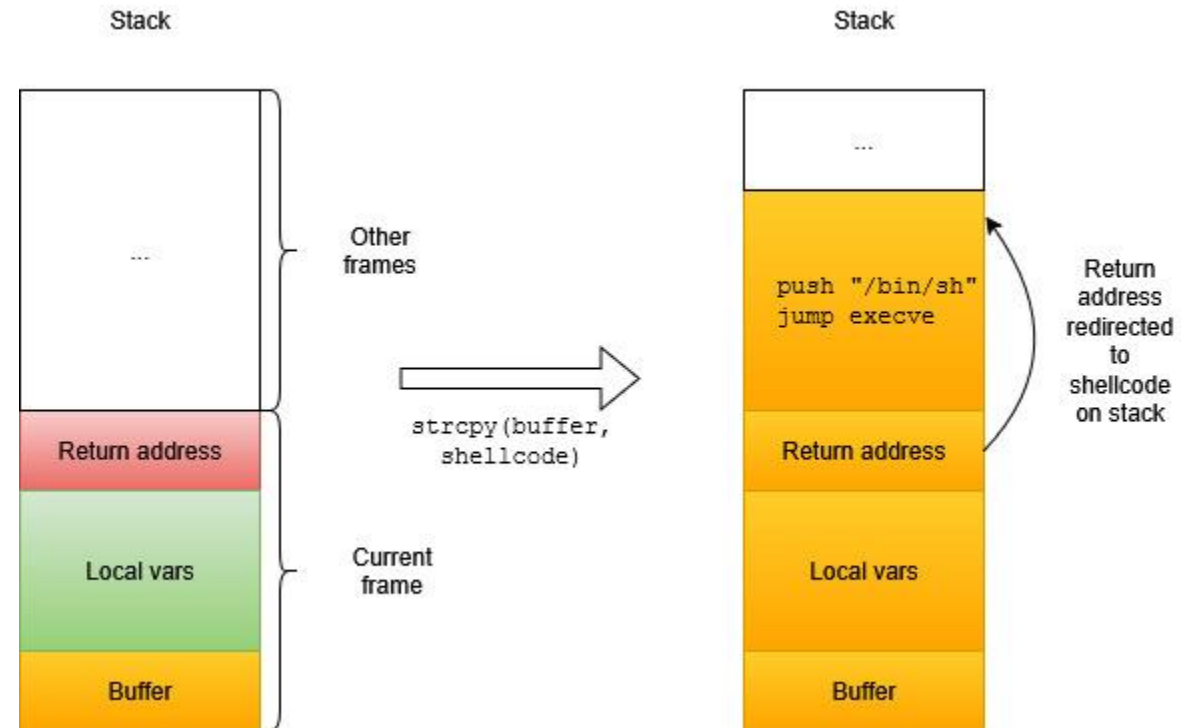 Stack
...
Other
frames
Return address
Local vars
Current
frame
Buffer
strcpy(buffer,
shellcode)
Stack
...
push "/bin/sh"
jump execve
Return
address
redirected
to
shellcode
on stack
Return address
Local vars
Buffer